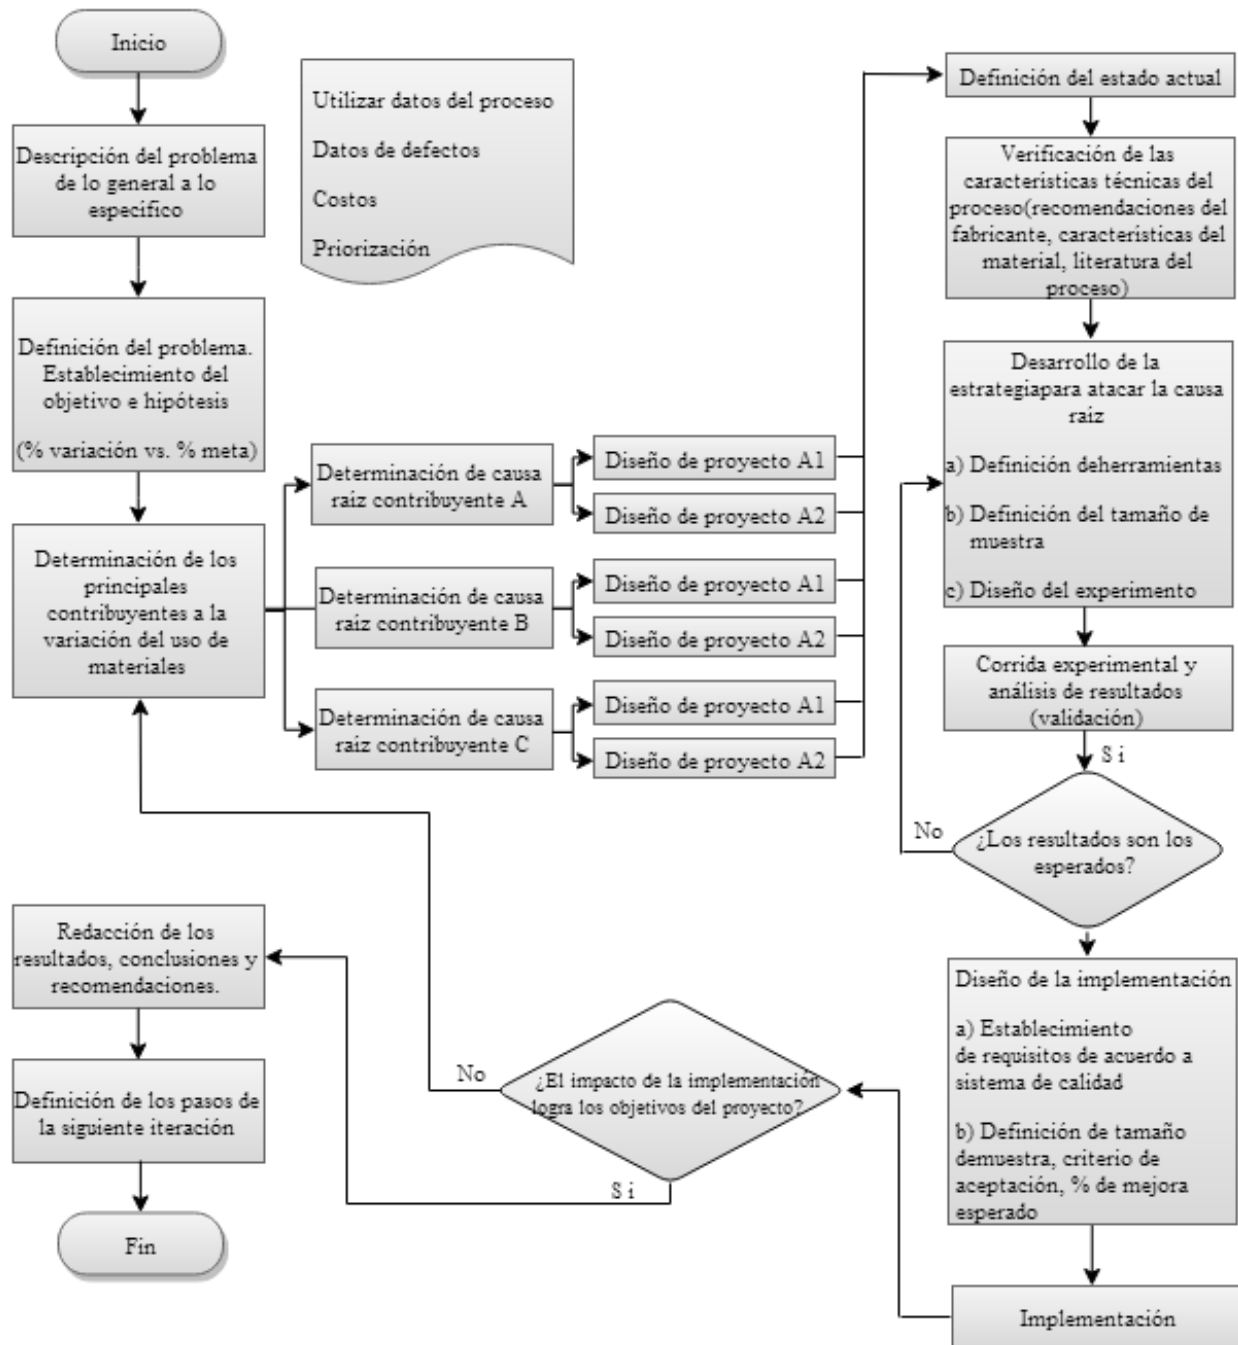 Inicio
Descripción del problema
de lo general a lo
específico
Definición del problema.
Establecimiento del
objetivo e hipótesis
(% variación vs. % meta)
Determinación de los
principales
contribuyentes a la
variación del uso de
materiales
Utilizar datos del proceso
Datos de defectos
Costos
Priorización
Determinación de causa
raíz contribuyente A
Determinación de causa
raíz contribuyente B
Determinación de causa
raíz contribuyente C
Diseño de proyecto A1
Diseño de proyecto A2
Diseño de proyecto A1
Diseño de proyecto A2
Diseño de proyecto A1
Diseño de proyecto A2
Definición del estado actual
Verificación de las
características técnicas del
proceso(recomendaciones del
fabricante, características del
material, literatura del
proceso)
Desarrollo de la
estrategiapara atacar la causa
raíz
a) Definición deherramientas
b) Definición del tamaño de
muestra
c) Diseño del experimento
Corrida experimental y
análisis de resultados
(validación)
Si
No
¿Los resultados son los
esperados?
Diseño de la implementación
a) Establecimiento
de requisitos de acuerdo a
sistema de calidad
b) Definición de tamaño
demuestra, criterio de
aceptación, % de mejora
esperado
Implementación
¿El impacto de la implementación
logra los objetivos del proyecto?
No
Si
Redacción de los
resultados, conclusiones y
recomendaciones.
Definición de los pasos de
la siguiente iteración
Fin